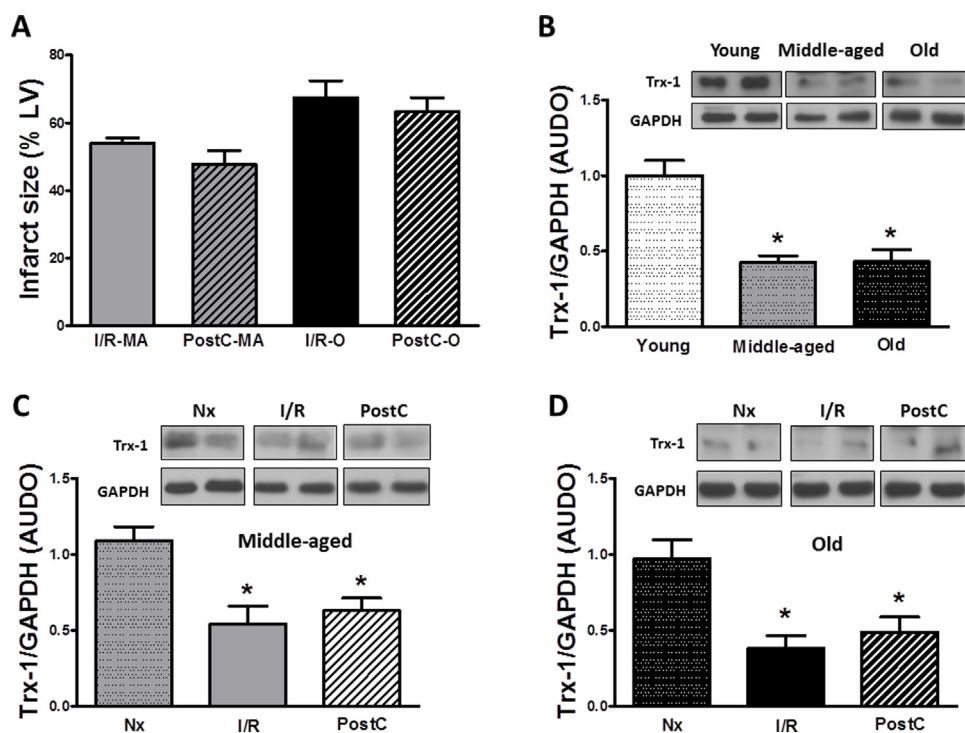 A
Infarct size (% LV)
80
60
40
20
0
I/R-MA PostC-MA I/R-O PostC-O
B
Young Middle-aged Old
Trx-1
GAPDH
Trx-1/GAPDH (AUDO)
1.5
1.0
0.5
0.0
* *
Young Middle-aged Old
C
Nx I/R PostC
Trx-1
GAPDH
Trx-1/GAPDH (AUDO)
1.5
1.0
0.5
0.0
Middle-aged
* *
Nx I/R PostC
D
Nx I/R PostC
Trx-1
GAPDH
Trx-1/GAPDH (AUDO)
1.5
1.0
0.5
0.0
Old
* *
Nx I/R PostC